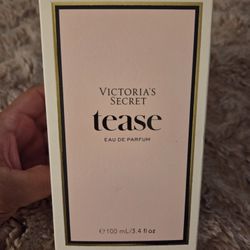 VICTORIA'S
SECRET
tease
EAU DE PARFUM
℮ 100 mL/3.4 fl oz